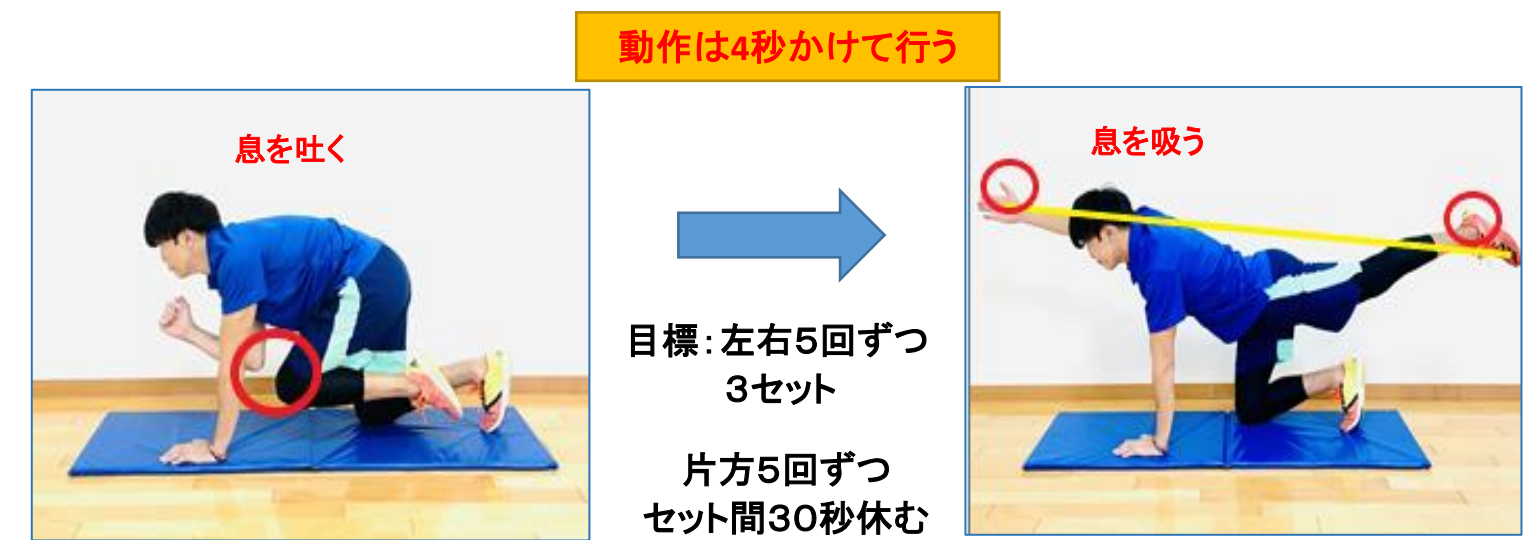 動作は4秒かけて行う
息を吐く
息を吸う
目標：左右５回ずつ
３セット
片方５回ずつ
セット間３０秒休む